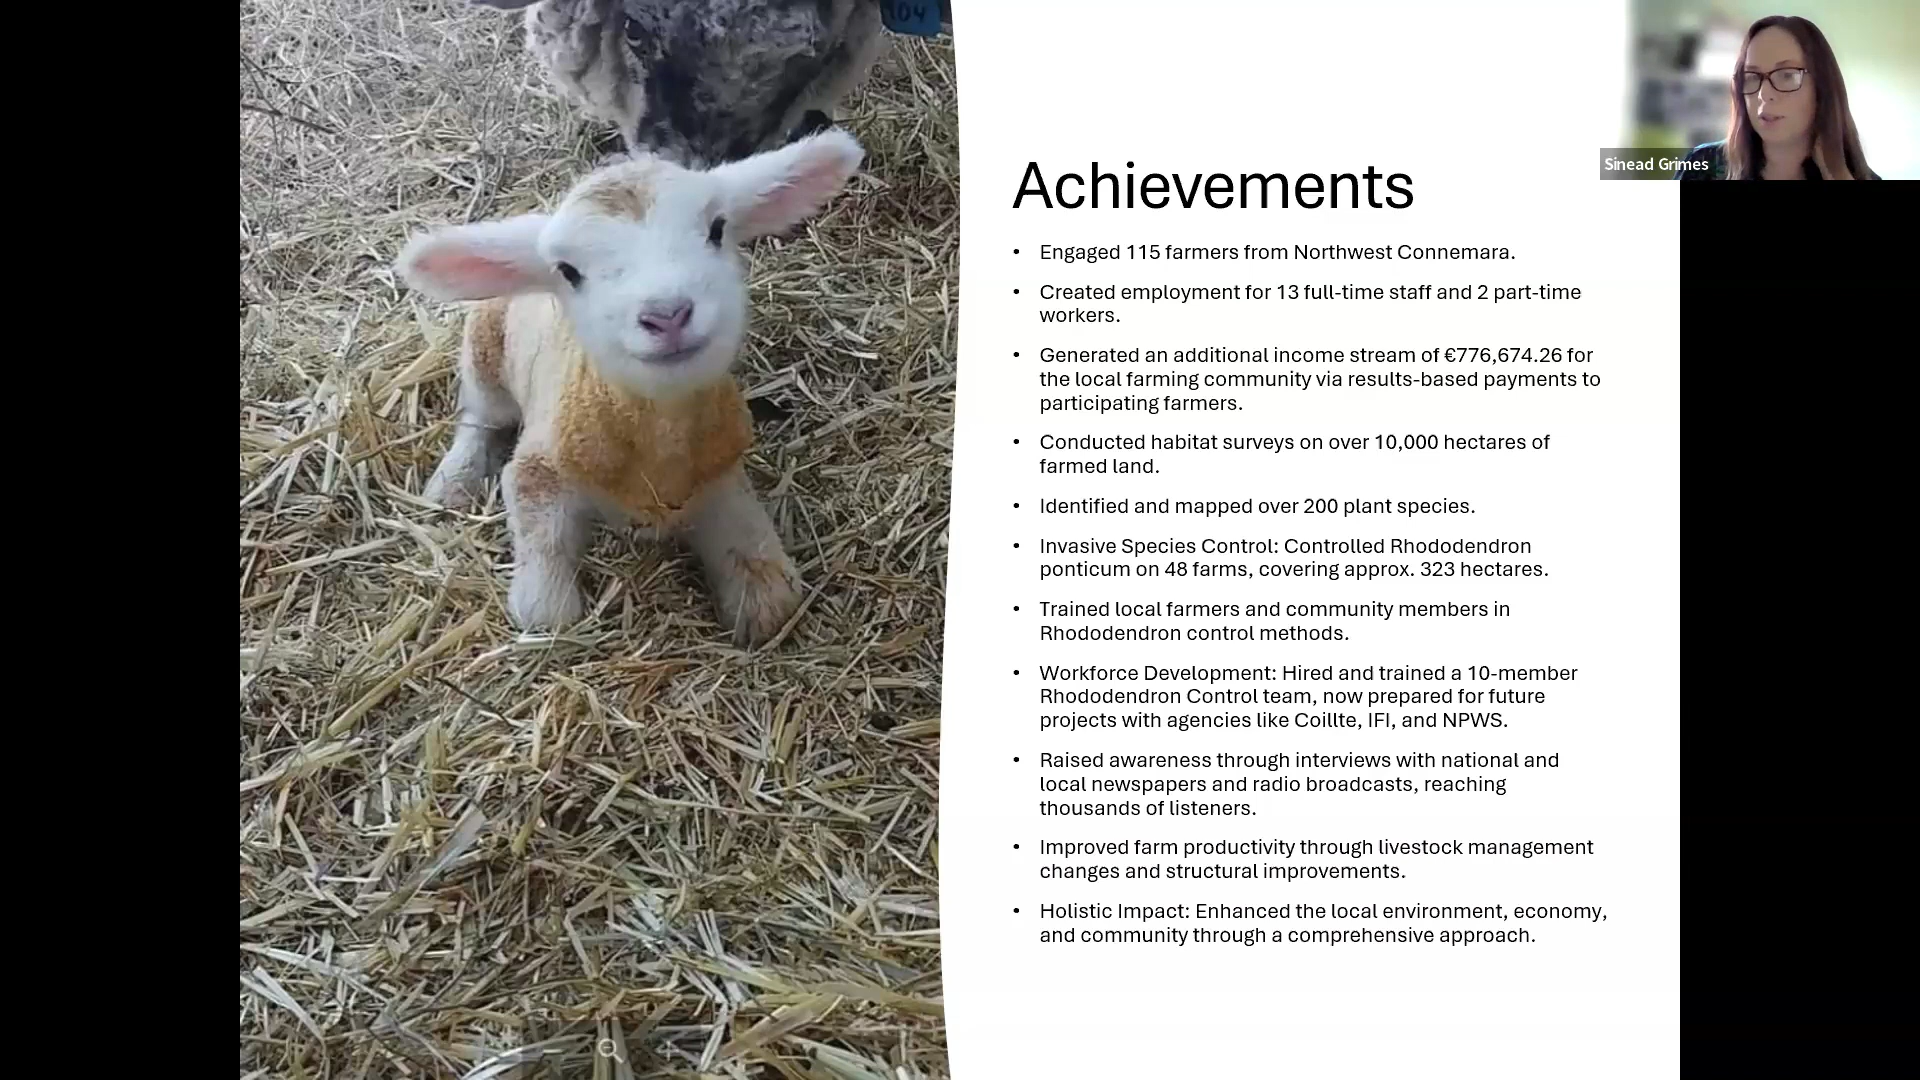 104
Sinead Grimes
Achievements
• Engaged 115 farmers from Northwest Connemara.
• Created employment for 13 full-time staff and 2 part-time
workers.
• Generated an additional income stream of €776,674.26 for
the local farming community via results-based payments to
participating farmers.
• Conducted habitat surveys on over 10,000 hectares of
farmed land.
• Identified and mapped over 200 plant species.
• Invasive Species Control: Controlled Rhododendron
ponticum on 48 farms, covering approx. 323 hectares.
• Trained local farmers and community members in
Rhododendron control methods.
• Workforce Development: Hired and trained a 10-member
Rhododendron Control team, now prepared for future
projects with agencies like Coillte, IFI, and NPWS.
• Raised awareness through interviews with national and
local newspapers and radio broadcasts, reaching
thousands of listeners.
• Improved farm productivity through livestock management
changes and structural improvements.
• Holistic Impact: Enhanced the local environment, economy,
and community through a comprehensive approach.